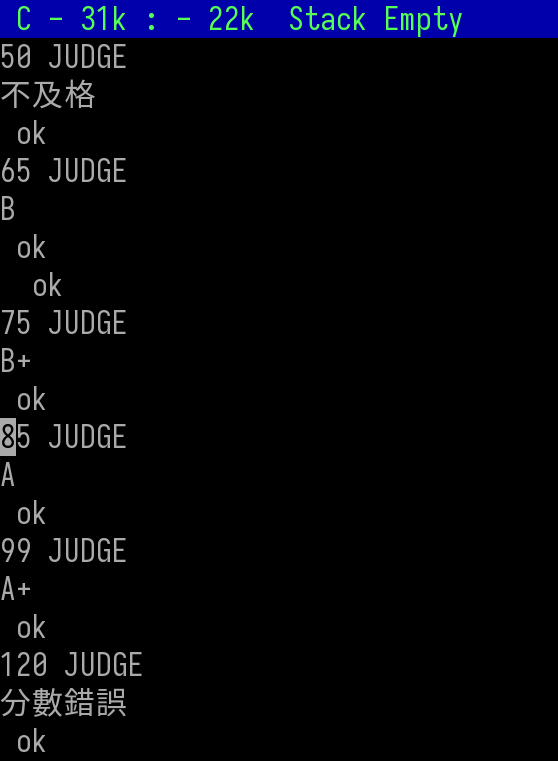 C - 31k : - 22k  Stack Empty
50 JUDGE
不及格
ok
65 JUDGE
B
ok
ok
75 JUDGE
B+
ok
85 JUDGE
A
ok
99 JUDGE
A+
ok
120 JUDGE
分數錯誤
ok